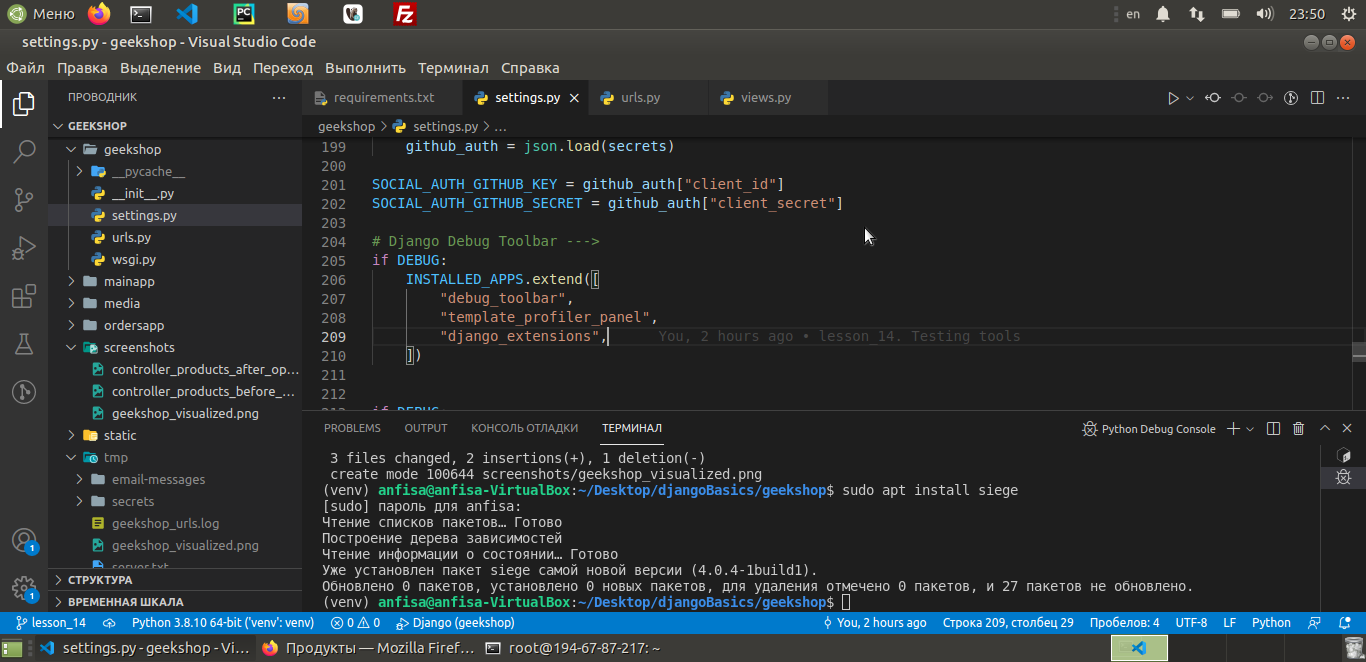 Меню
en
23:50
settings.py - geekshop - Visual Studio Code
Файл Правка Выделение Вид Переход Выполнить Терминал Справка
ПРОВОДНИК
requirements.txt
settings.py
urls.py
views.py
GEEKSHOP
geekshop
__pycache__
__init__.py
settings.py
urls.py
wsgi.py
mainapp
media
ordersapp
screenshots
controller_products_after_op...
controller_products_before_...
geekshop_visualized.png
static
tmp
email-messages
secrets
geekshop_urls.log
geekshop_visualized.png
server.txt
СТРУКТУРА
ВРЕМЕННАЯ ШКАЛА
geekshop > settings.py > ...
199 github_auth = json.load(secrets)
200
201 SOCIAL_AUTH_GITHUB_KEY = github_auth["client_id"]
202 SOCIAL_AUTH_GITHUB_SECRET = github_auth["client_secret"]
203
204 # Django Debug Toolbar --->
205 if DEBUG:
206 INSTALLED_APPS.extend([
207 "debug_toolbar",
208 "template_profiler_panel",
209 "django_extensions", You, 2 hours ago • lesson_14. Testing tools
210 ])
211
212
213 if DEBUG:
PROBLEMS OUTPUT КОНСОЛЬ ОТЛАДКИ ТЕРМИНАЛ
Python Debug Console
3 files changed, 2 insertions(+), 1 deletion(-)
create mode 100644 screenshots/geekshop_visualized.png
(venv) anfisa@anfisa-VirtualBox:~/Desktop/djangoBasics/geekshop$ sudo apt install siege
[sudo] пароль для anfisa:
Чтение списков пакетов… Готово
Построение дерева зависимостей
Чтение информации о состоянии… Готово
Уже установлен пакет siege самой новой версии (4.0.4-1build1).
Обновлено 0 пакетов, установлено 0 новых пакетов, для удаления отмечено 0 пакетов, и 27 пакетов не обновлено.
(venv) anfisa@anfisa-VirtualBox:~/Desktop/djangoBasics/geekshop$
1
1
lesson_14 Python 3.8.10 64-bit ('venv': venv) 0 0 Django (geekshop) You, 2 hours ago Строка 209, столбец 29 Пробелов: 4 UTF-8 LF Python
settings.py - geekshop - Vi... Продукты — Mozilla Firef... root@194-67-87-217: ~